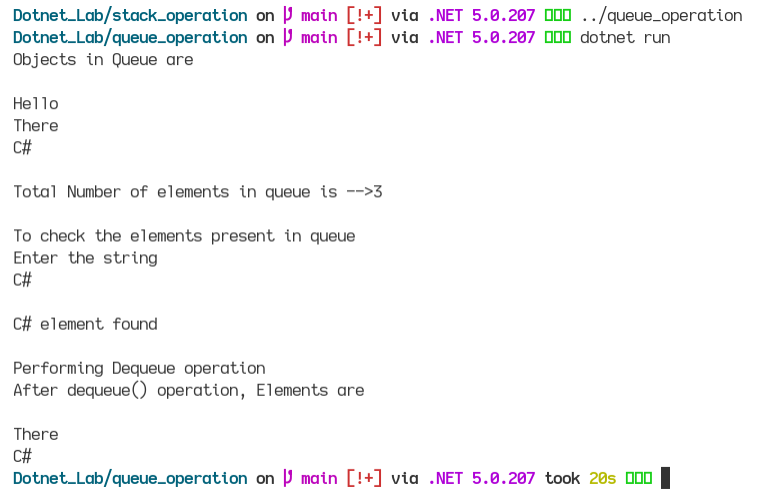 Dotnet_Lab/stack_operation on main [!+] via .NET 5.0.207 ../queue_operation
Dotnet_Lab/queue_operation on main [!+] via .NET 5.0.207 dotnet run
Objects in Queue are
Hello
There
C#
Total Number of elements in queue is -->3
To check the elements present in queue
Enter the string
C#
C# element found
Performing Dequeue operation
After dequeue() operation, Elements are
There
C#
Dotnet_Lab/queue_operation on main [!+] via .NET 5.0.207 took 20s